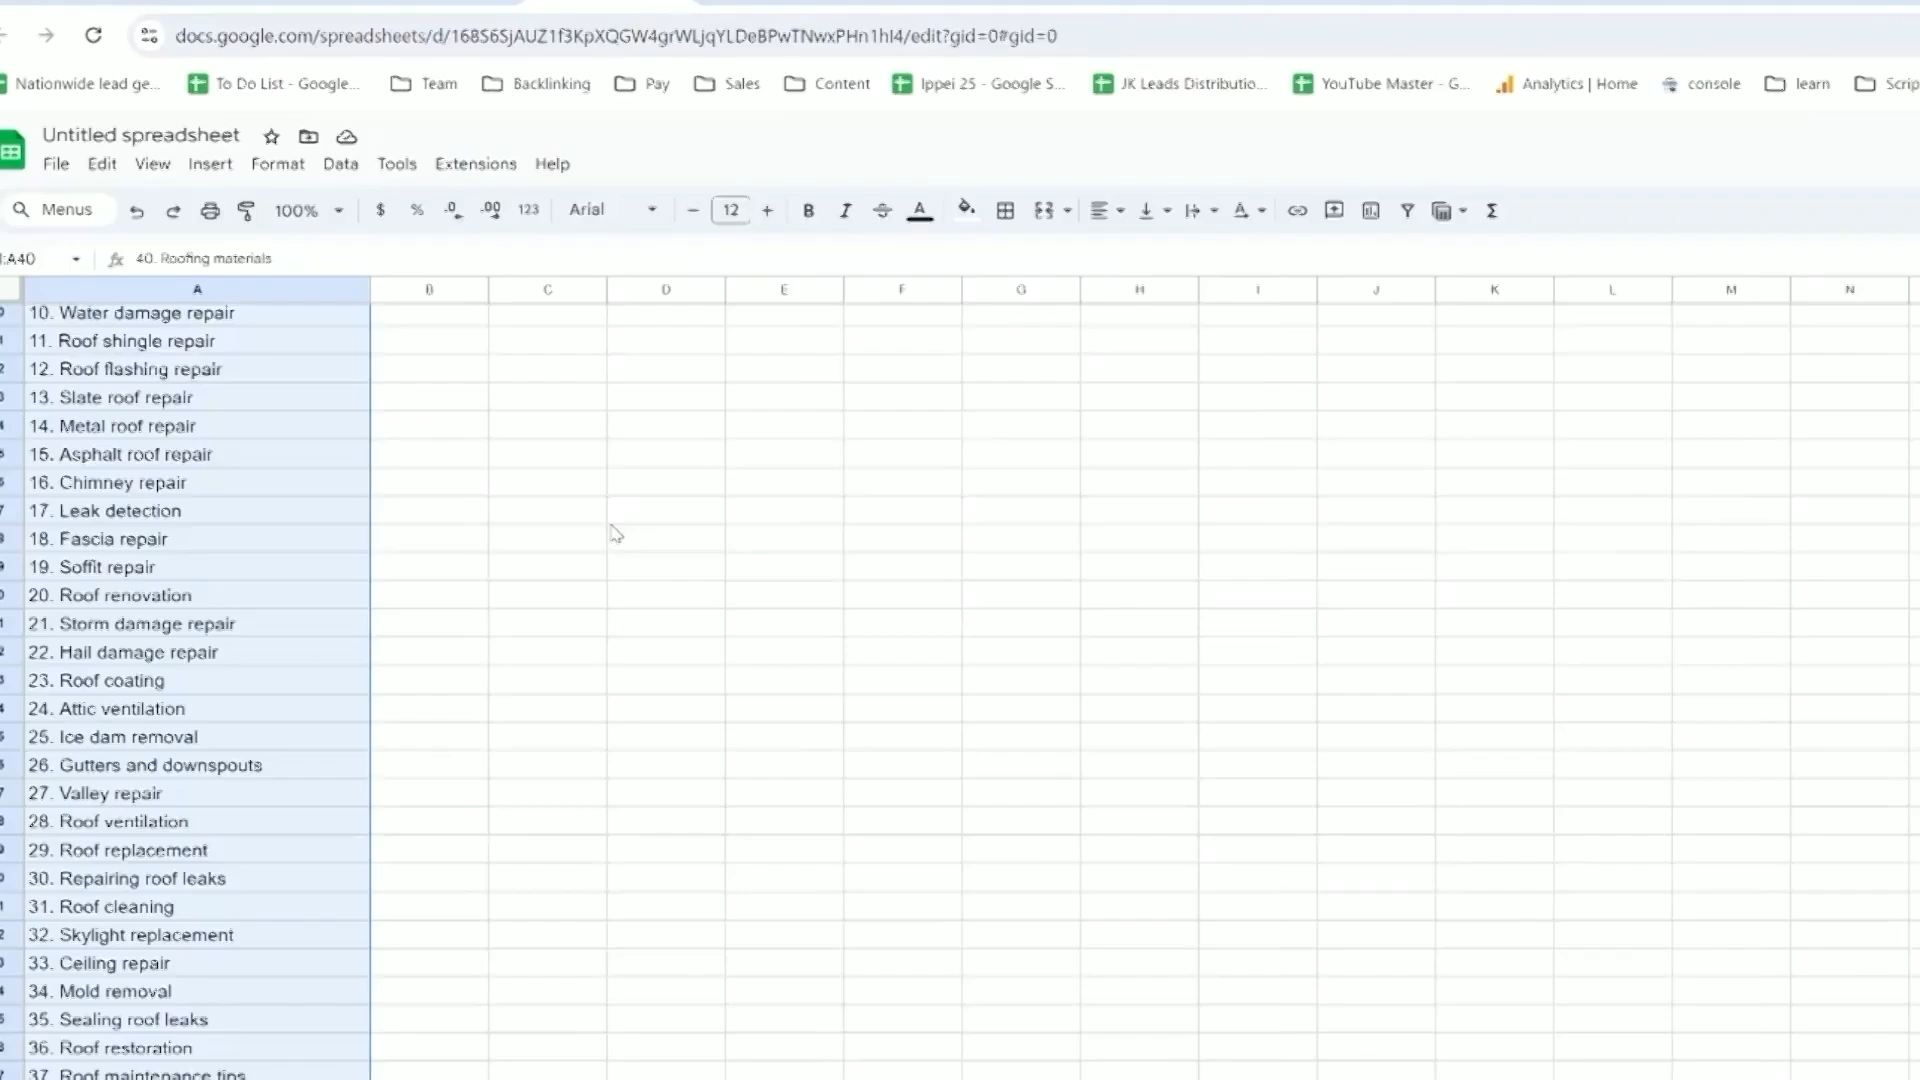 docs.google.com/spreadsheets/d/168S6SjAUZ1f3KpXQGW4grWLjqYLDeBPwTNwxPHn1hI4/edit?gid=0#gid=0
Nationwide lead ge... To Do List - Google... Team Backlinking Pay Sales Content Ippei 25 - Google S... JK Leads Distributio... YouTube Master - G... Analytics | Home console learn Scrip
Untitled spreadsheet
File Edit View Insert Format Data Tools Extensions Help
Menus 100% $ % .0 .00 123 Arial 12 B I A Σ
:A40 fx 40. Roofing materials
A B C D E F G H I J K L M N
10. Water damage repair
11. Roof shingle repair
12. Roof flashing repair
13. Slate roof repair
14. Metal roof repair
15. Asphalt roof repair
16. Chimney repair
17. Leak detection
18. Fascia repair
19. Soffit repair
20. Roof renovation
21. Storm damage repair
22. Hail damage repair
23. Roof coating
24. Attic ventilation
25. Ice dam removal
26. Gutters and downspouts
27. Valley repair
28. Roof ventilation
29. Roof replacement
30. Repairing roof leaks
31. Roof cleaning
32. Skylight replacement
33. Ceiling repair
34. Mold removal
35. Sealing roof leaks
36. Roof restoration
37. Roof maintenance tips